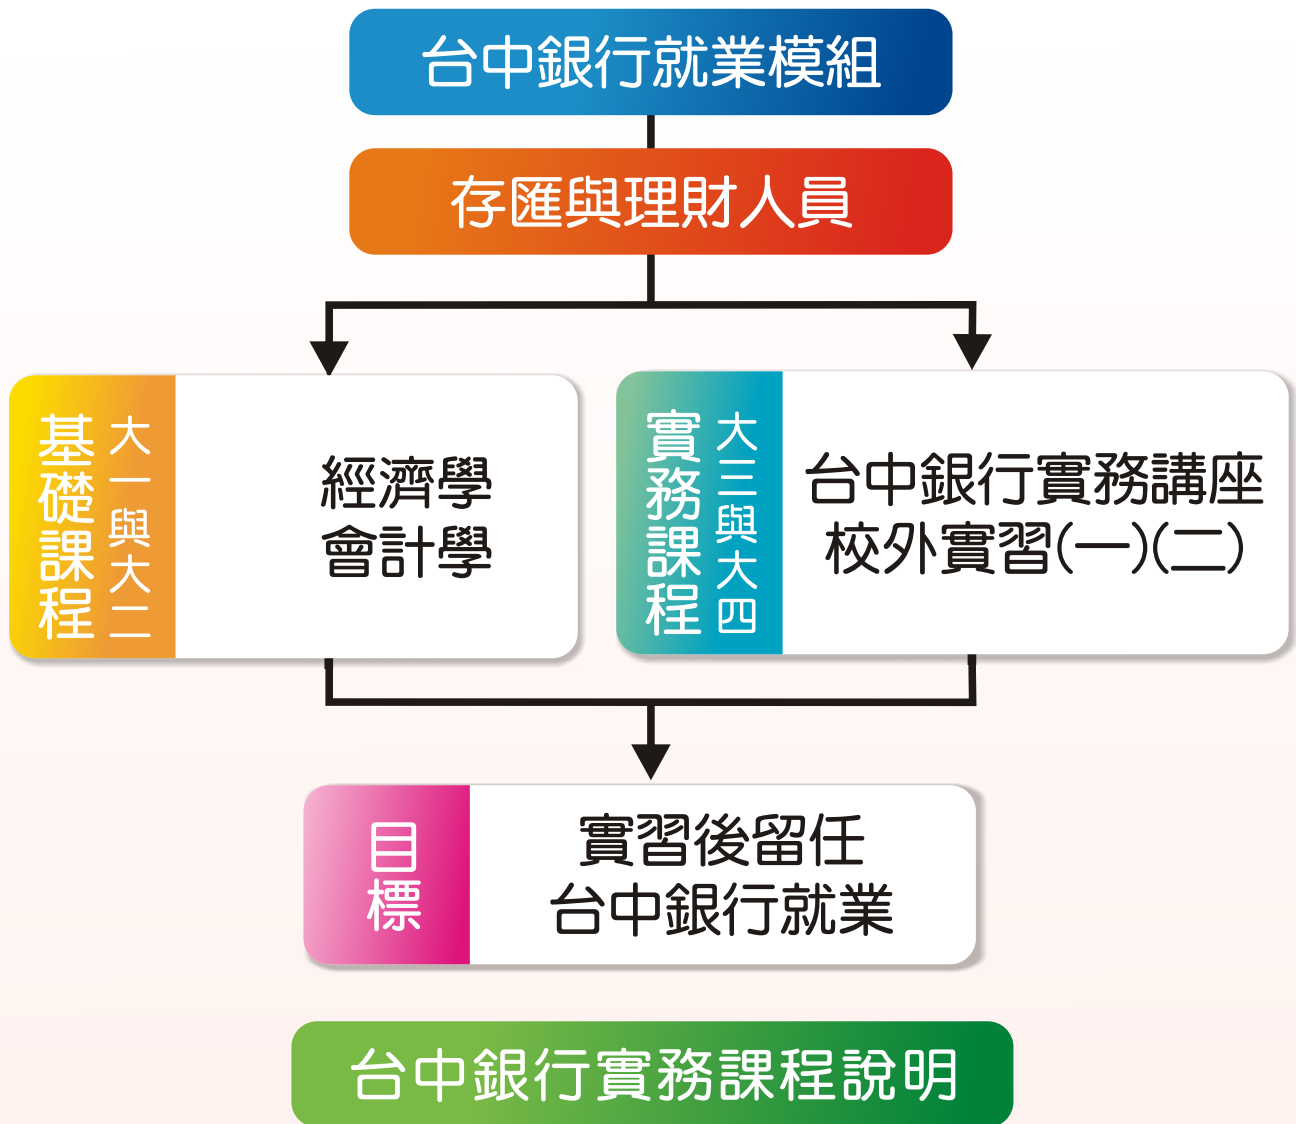 台中銀行就業模組
存匯與理財人員
基礎課程
大一與大二
經濟學
會計學
實務課程
大三與大四
台中銀行實務講座
校外實習(一)(二)
目標
實習後留任
台中銀行就業
台中銀行實務課程說明